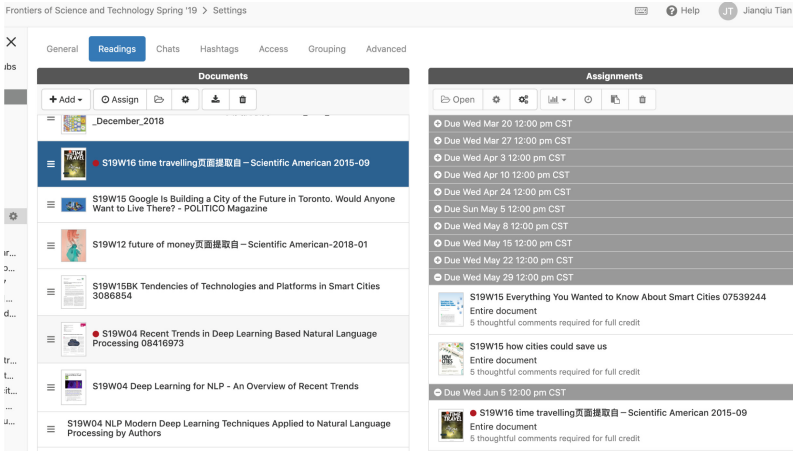 Frontiers of Science and Technology Spring '19 > Settings
Help
JT
Jianqiu Tian
General
Readings
Chats
Hashtags
Access
Grouping
Advanced
Documents
Add
Assign
_December_2018
S19W16 time travelling页面提取自－Scientific American 2015-09
S19W15 Google Is Building a City of the Future in Toronto. Would Anyone
Want to Live There? - POLITICO Magazine
S19W12 future of money页面提取自－Scientific American-2018-01
S19W15BK Tendencies of Technologies and Platforms in Smart Cities
3086854
S19W04 Recent Trends in Deep Learning Based Natural Language
Processing 08416973
S19W04 Deep Learning for NLP - An Overview of Recent Trends
S19W04 NLP Modern Deep Learning Techniques Applied to Natural Language
Processing by Authors
Assignments
Open
Due Wed Mar 20 12:00 pm CST
Due Wed Mar 27 12:00 pm CST
Due Wed Apr 3 12:00 pm CST
Due Wed Apr 10 12:00 pm CST
Due Wed Apr 24 12:00 pm CST
Due Sun May 5 12:00 pm CST
Due Wed May 8 12:00 pm CST
Due Wed May 15 12:00 pm CST
Due Wed May 22 12:00 pm CST
Due Wed May 29 12:00 pm CST
S19W15 Everything You Wanted to Know About Smart Cities 07539244
Entire document
5 thoughtful comments required for full credit
S19W15 how cities could save us
Entire document
5 thoughtful comments required for full credit
Due Wed Jun 5 12:00 pm CST
S19W16 time travelling页面提取自－Scientific American 2015-09
Entire document
5 thoughtful comments required for full credit